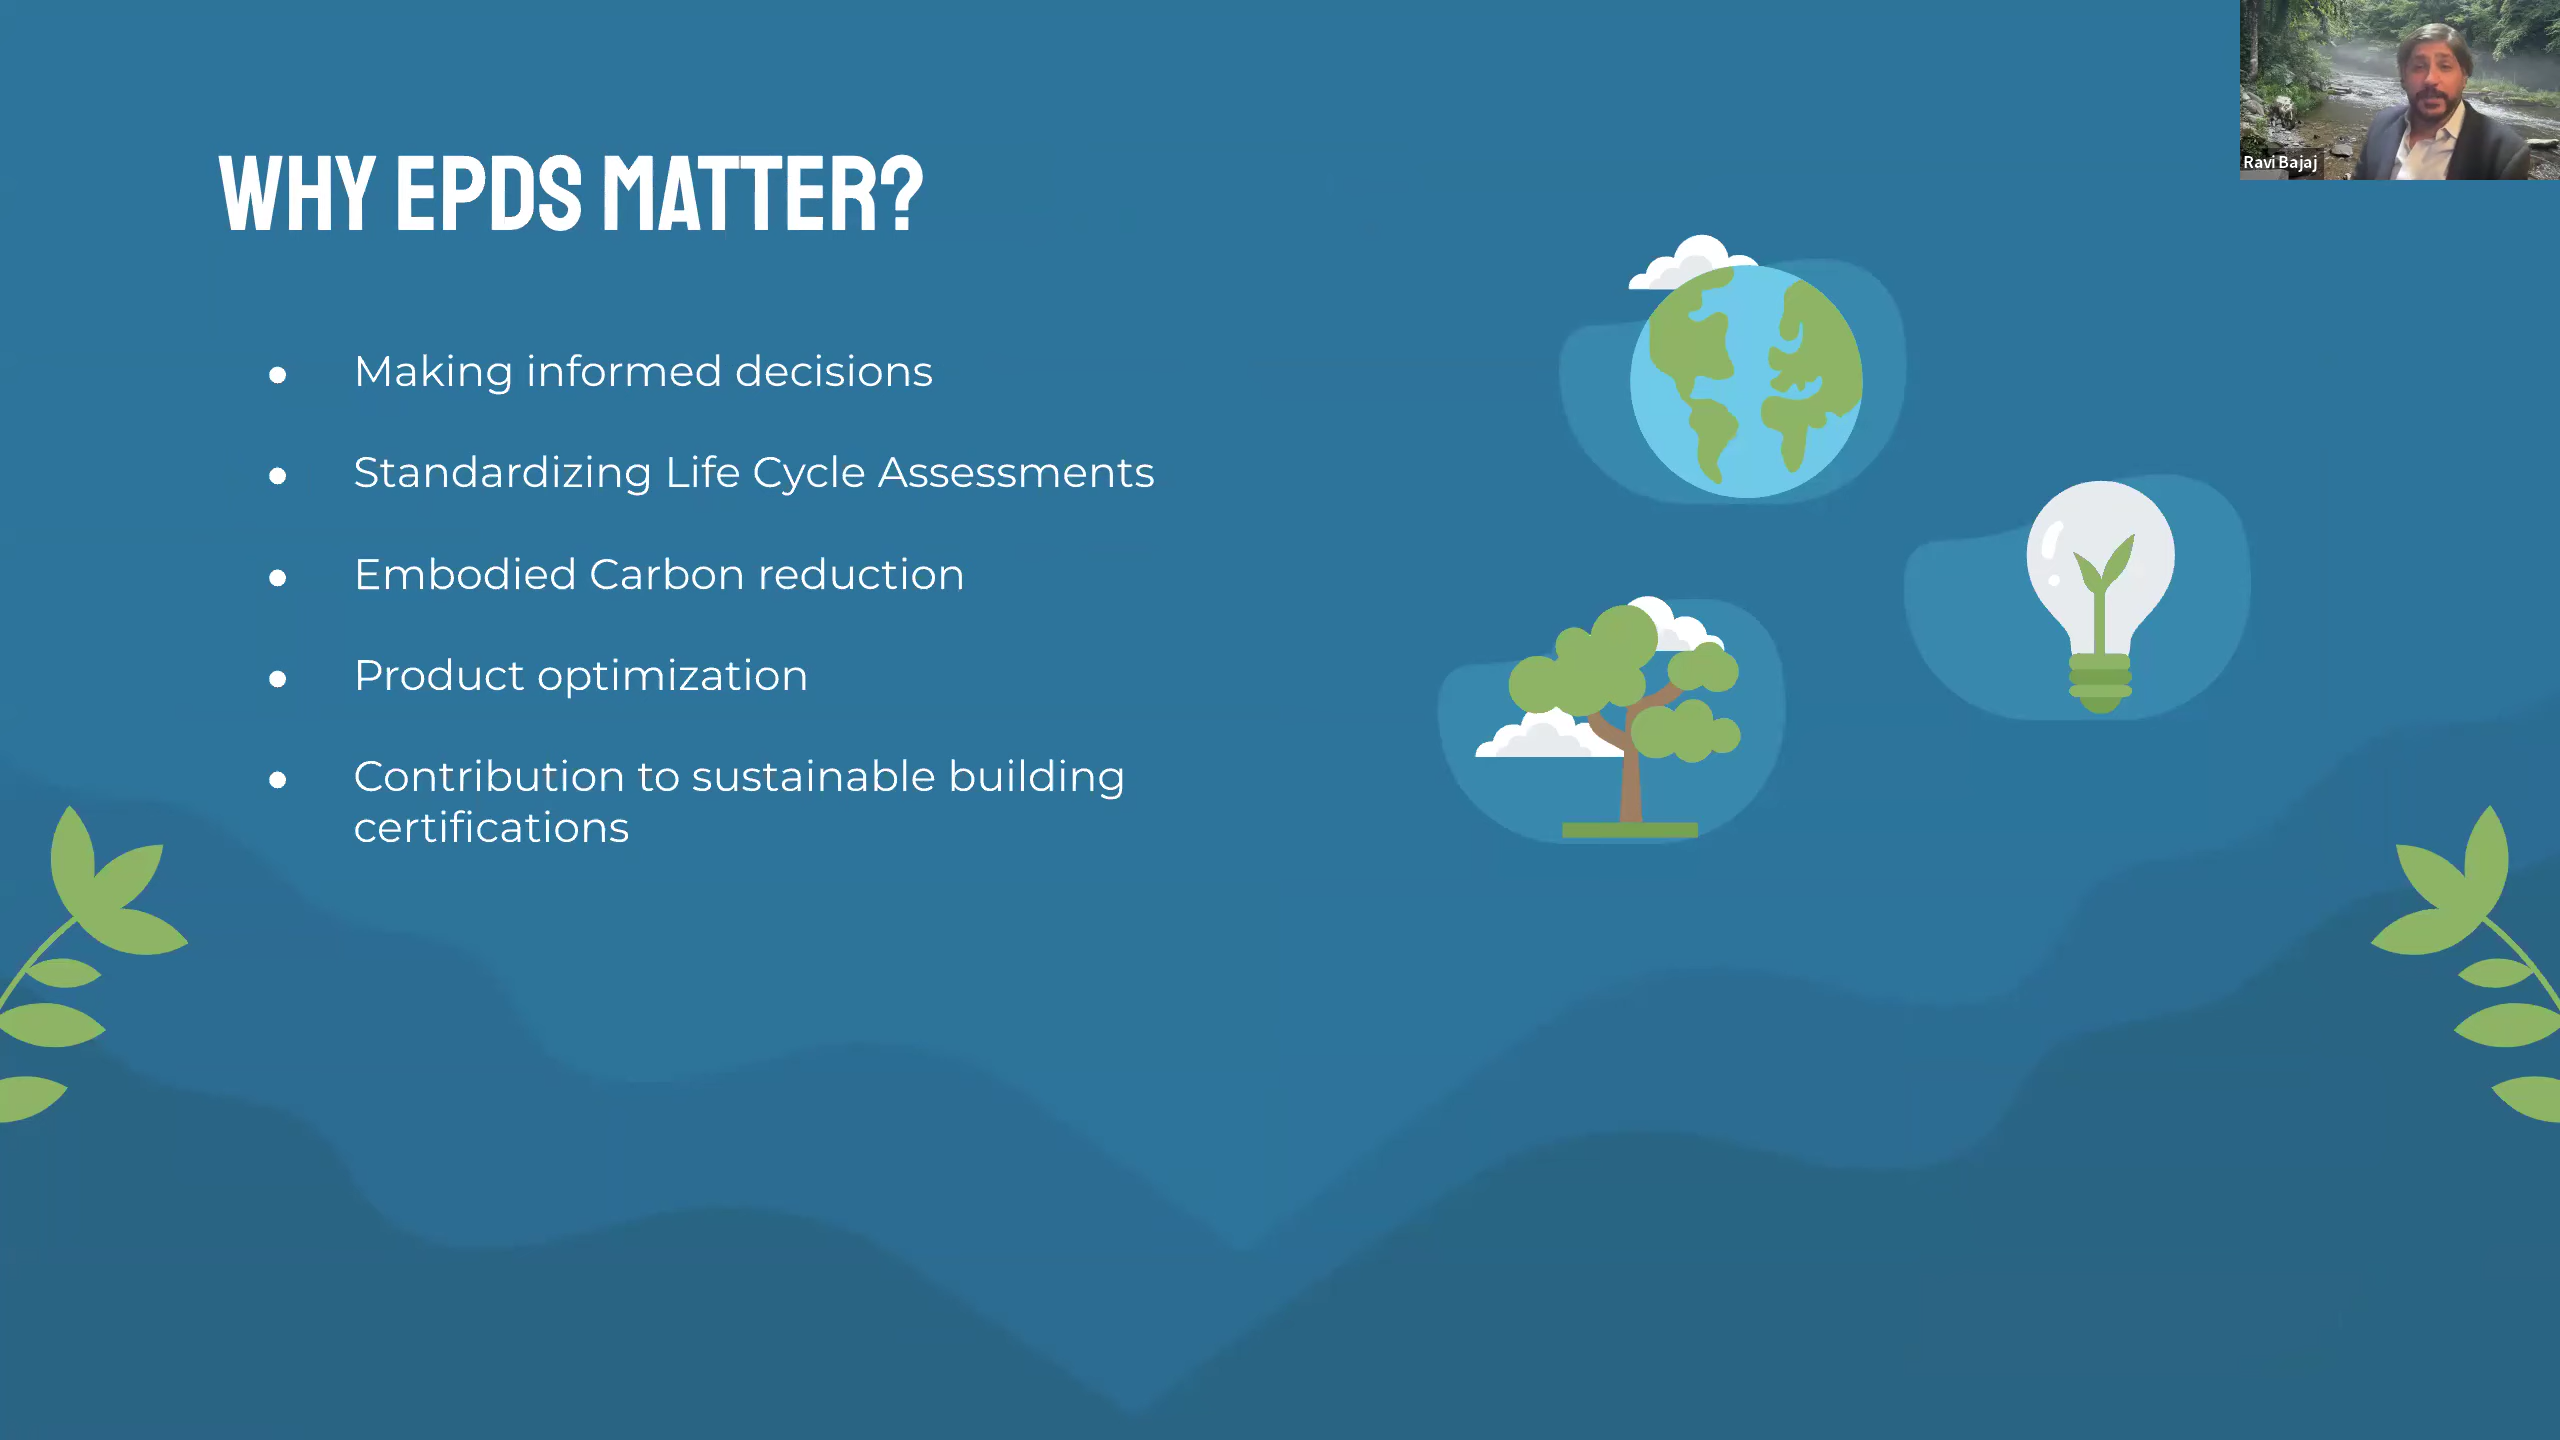 WHY EPDS MATTER?
● Making informed decisions
● Standardizing Life Cycle Assessments
● Embodied Carbon reduction
● Product optimization
● Contribution to sustainable building
certifications
Ravi Bajaj